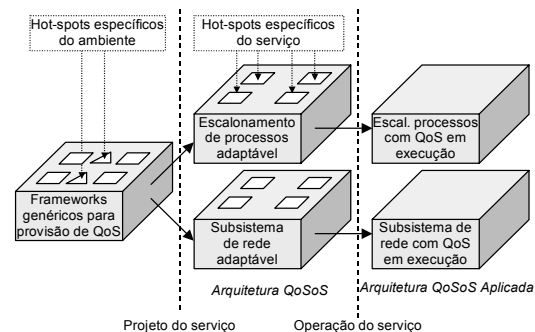 Hot-spots específicos
do ambiente
Hot-spots específicos
do serviço
Frameworks
genéricos para
provisão de QoS
Escalonamento
de processos
adaptável
Escal. processos
com QoS em
execução
Subsistema
de rede
adaptável
Subsistema de
rede com QoS
em execução
Arquitetura QoSoS
Arquitetura QoSoS Aplicada
Projeto do serviço
Operação do serviço